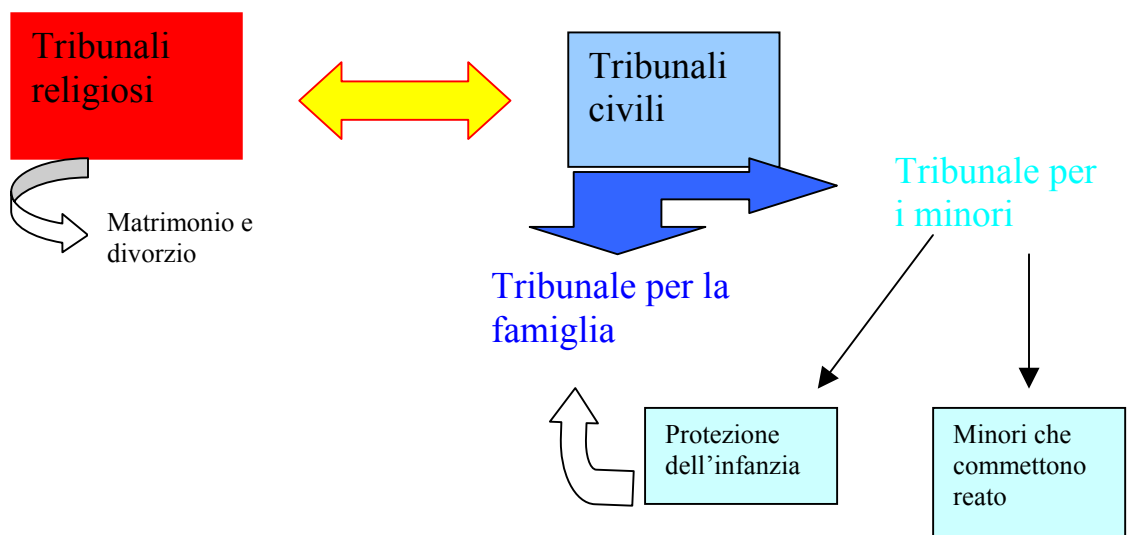 Tribunali
religiosi
Tribunali
civili
Matrimonio e
divorzio
Tribunale per
i minori
Tribunale per la
famiglia
Protezione
dell’infanzia
Minori che
commettono
reato